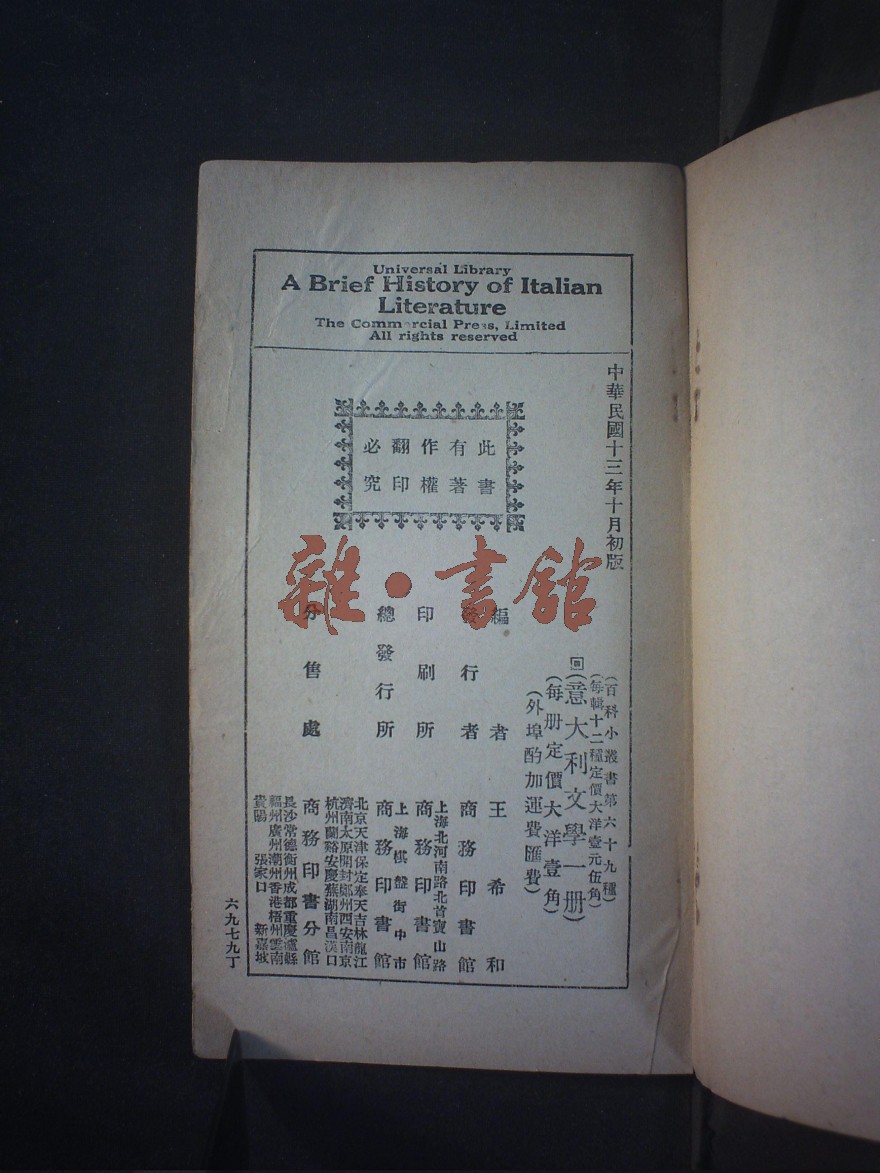 Universal Library
A Brief History of Italian
Literature
The Commercial Press, Limited
All rights reserved
中華民國十三年十月初版
此書
有著
作權
翻印
必究
(百科小叢書第六十九種)
(每輯十二種定價大洋壹元伍角)
(意大利文學一册)
(每册定價大洋壹角)
(外埠酌加運費匯費)
編者 王希和
發行者 商務印書館
上海北河南路北首寶山路
印刷所 商務印書館
上海棋盤街中市
總發行所 商務印書館
北京天津保定奉天吉林龍江
濟南太原開封鄭州西安南京
杭州蘭谿安慶蕪湖南昌漢口
分售處 商務印書分館
長沙常德衡州成都重慶瀘縣
福州廣州潮州香港梧州雲南
貴陽 張家口 新嘉坡
六九七九丁
雜·書館